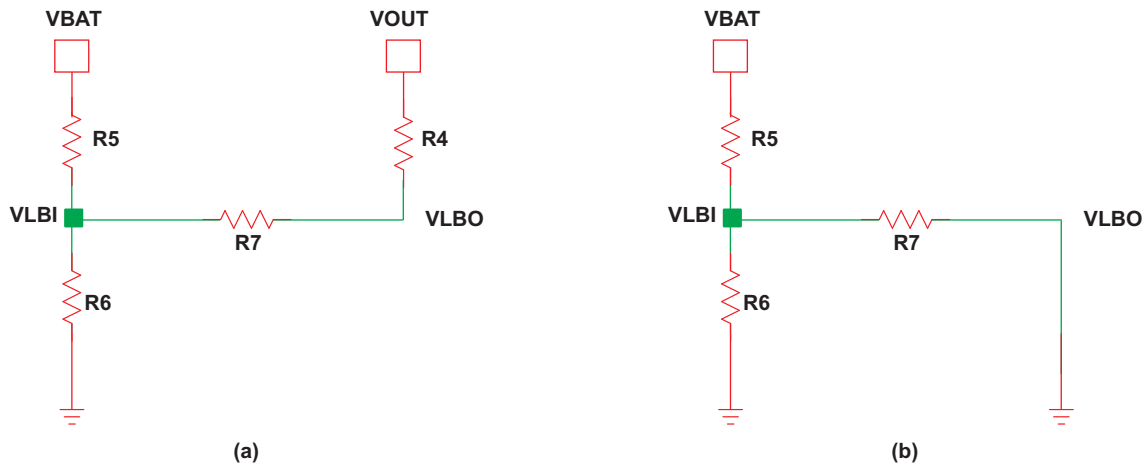 VBAT
VOUT
R5
R4
VLBI
R7
VLBO
R6
(a)
VBAT
R5
VLBI
R7
VLBO
R6
(b)